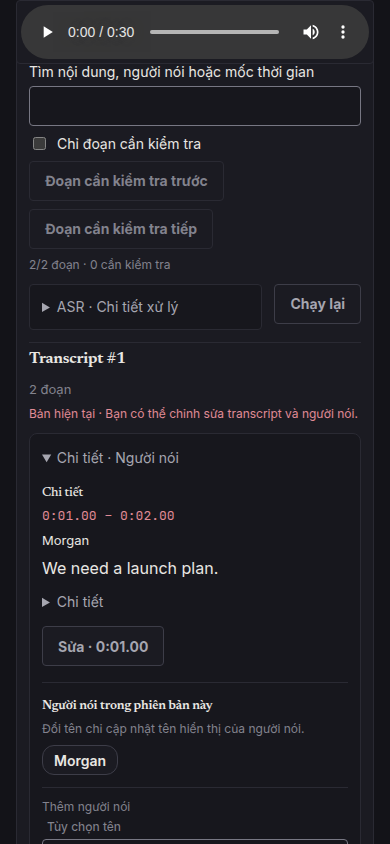 0:00 / 0:30
Tìm nội dung, người nói hoặc mốc thời gian
Chỉ đoạn cần kiểm tra
Đoạn cần kiểm tra trước
Đoạn cần kiểm tra tiếp
2/2 đoạn · 0 cần kiểm tra
ASR · Chi tiết xử lý
Chạy lại
Transcript #1
2 đoạn
Bản hiện tại · Bạn có thể chỉnh sửa transcript và người nói.
Chi tiết · Người nói
Chi tiết
0:01.00 – 0:02.00
Morgan
We need a launch plan.
Chi tiết
Sửa · 0:01.00
Người nói trong phiên bản này
Đổi tên chỉ cập nhật tên hiển thị của người nói.
Morgan
Thêm người nói
Tùy chọn tên